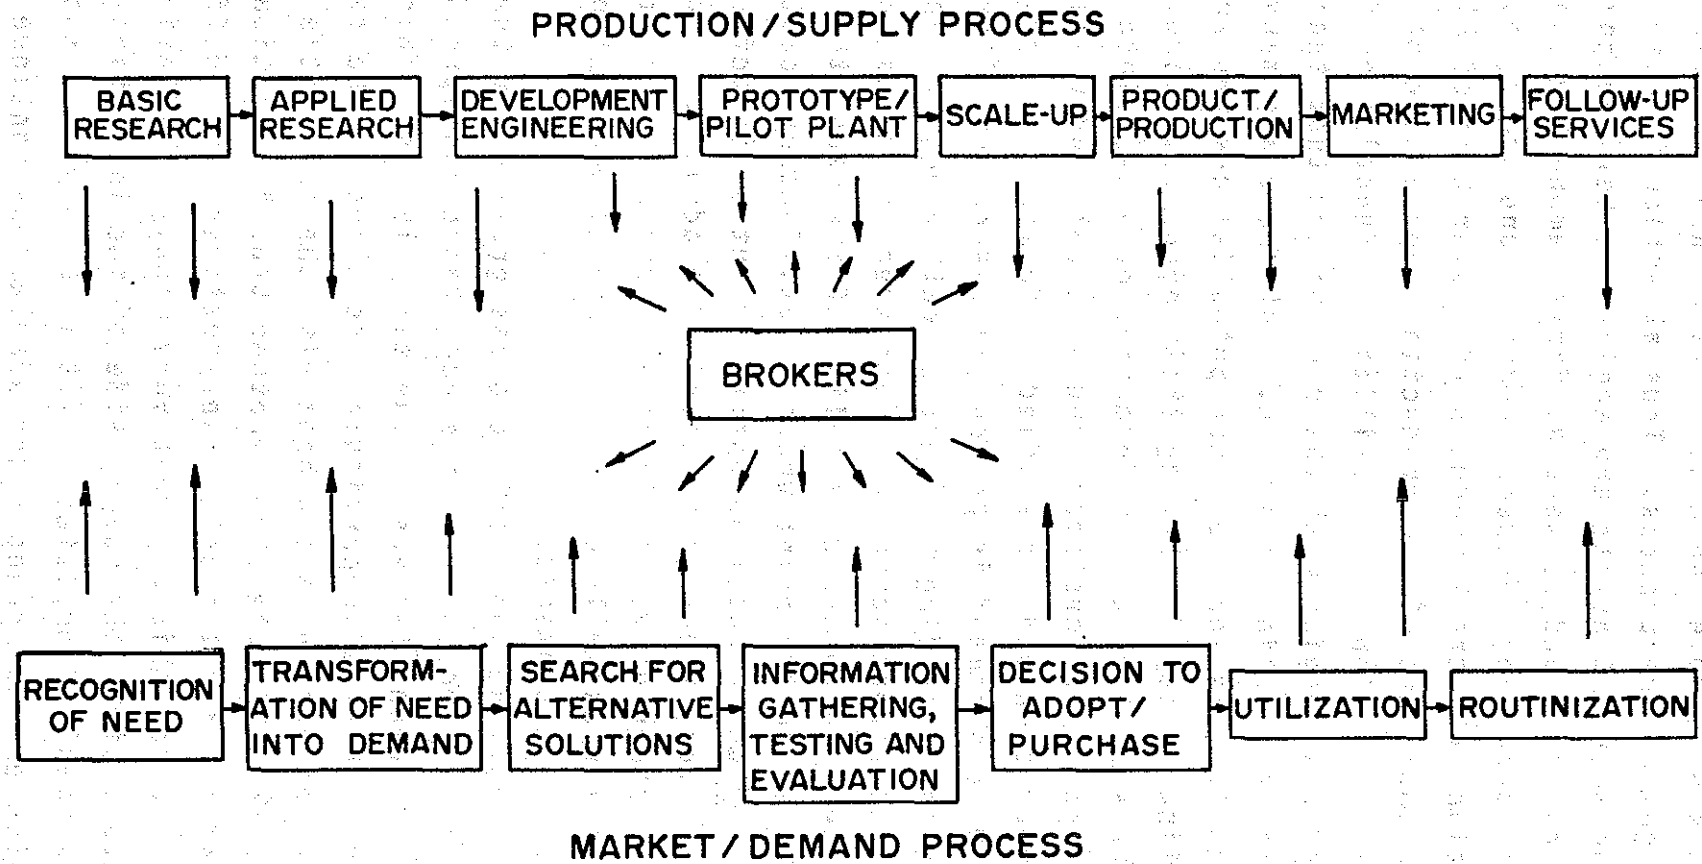 PRODUCTION/SUPPLY PROCESS
BASIC
RESEARCH
APPLIED
RESEARCH
DEVELOPMENT
ENGINEERING
PROTOTYPE/
PILOT PLANT
SCALE-UP
PRODUCT/
PRODUCTION
MARKETING
FOLLOW-UP
SERVICES
BROKERS
RECOGNITION
OF NEED
TRANSFORM-
ATION OF NEED
INTO DEMAND
SEARCH FOR
ALTERNATIVE
SOLUTIONS
INFORMATION
GATHERING,
TESTING AND
EVALUATION
DECISION TO
ADOPT/
PURCHASE
UTILIZATION
ROUTINIZATION
MARKET/DEMAND PROCESS